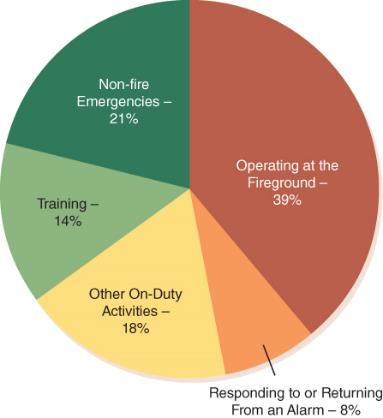 Non-fire
Emergencies –
21%
Operating at the
Fireground –
39%
Training –
14%
Other On-Duty
Activities –
18%
Responding to or Returning
From an Alarm – 8%